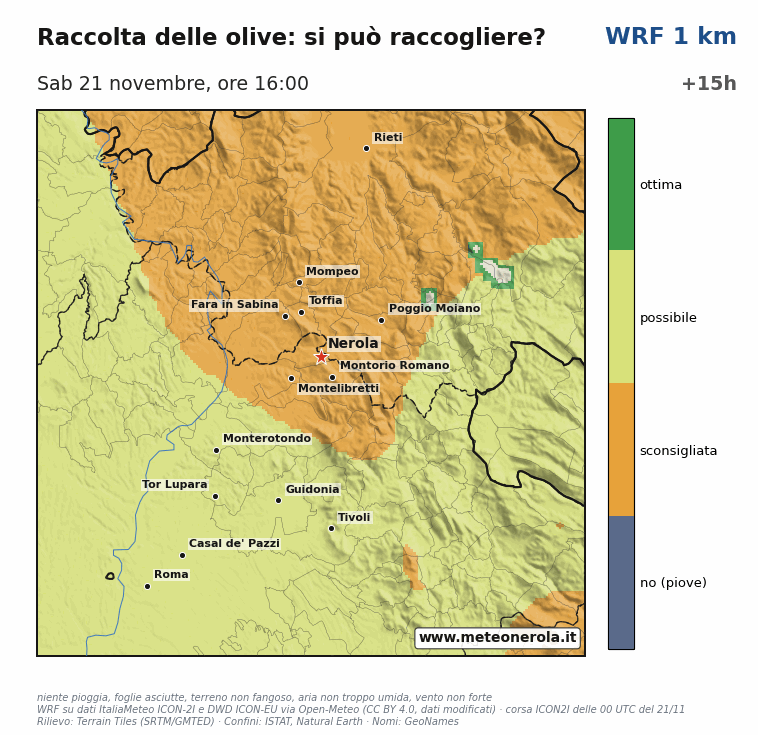 Raccolta delle olive: si può raccogliere?
WRF 1 km
Sab 21 novembre, ore 16:00
+15h
Rieti
ottima
Mompeo
Fara in Sabina
Toffia
Poggio Moiano
possibile
Nerola
Montorio Romano
Montelibretti
Monterotondo
sconsigliata
Tor Lupara
Guidonia
Tivoli
Casal de' Pazzi
Roma
no (piove)
www.meteonerola.it
niente pioggia, foglie asciutte, terreno non fangoso, aria non troppo umida, vento non forte
WRF su dati ItaliaMeteo ICON-2I e DWD ICON-EU via Open-Meteo (CC BY 4.0, dati modificati) · corsa ICON2I delle 00 UTC del 21/11
Rilievo: Terrain Tiles (SRTM/GMTED) · Confini: ISTAT, Natural Earth · Nomi: GeoNames